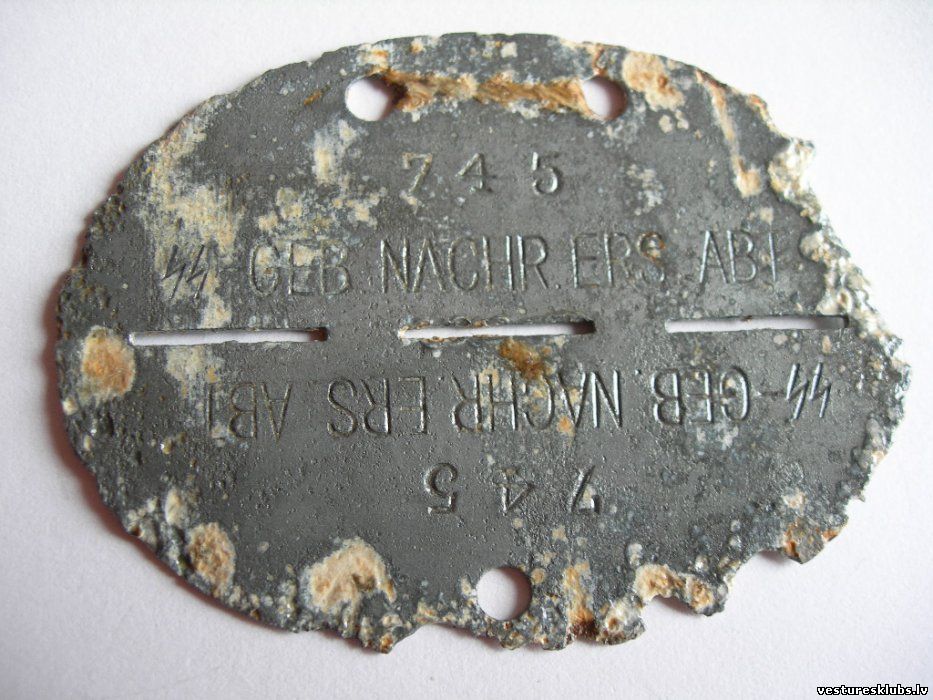 745
ᛋᛋ-GEB. NACHR. ERS. ABT
ᛋᛋ-GEB. NACHR. ERS. ABT
745
vesturesklubs.lv